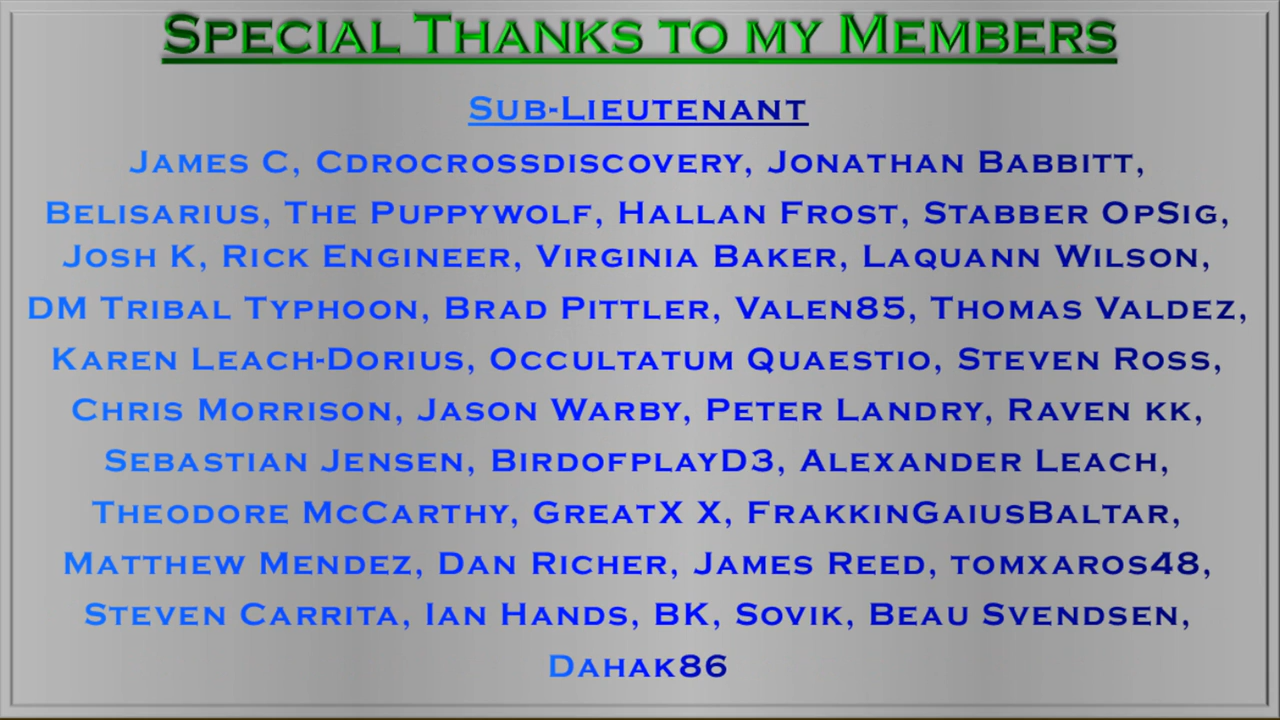 Special Thanks to my Members
Sub-Lieutenant
James C, Cdrocrossdiscovery, Jonathan Babbitt,
Belisarius, The Puppywolf, Hallan Frost, Stabber OpSig,
Josh K, Rick Engineer, Virginia Baker, Laquann Wilson,
DM Tribal Typhoon, Brad Pittler, Valen85, Thomas Valdez,
Karen Leach-Dorius, Occultatum Quaestio, Steven Ross,
Chris Morrison, Jason Warby, Peter Landry, Raven kk,
Sebastian Jensen, BirdofplayD3, Alexander Leach,
Theodore McCarthy, GreatX X, FrakkinGaiusBaltar,
Matthew Mendez, Dan Richer, James Reed, tomxaros48,
Steven Carrita, Ian Hands, BK, Sovik, Beau Svendsen,
Dahak86